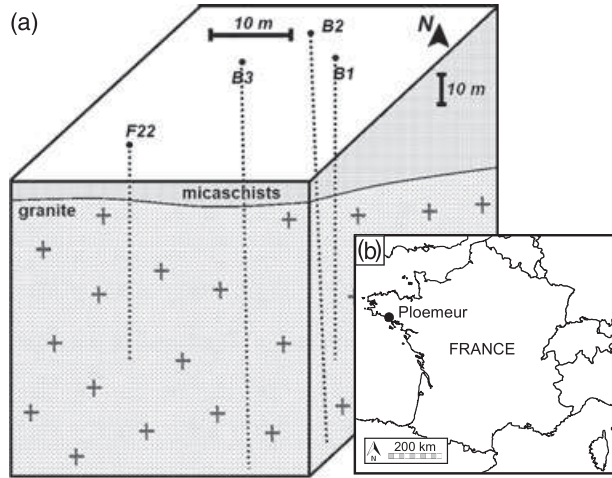 (a)
10 m
B2
N
B3
B1
10 m
F22
micaschists
granite
(b)
Ploemeur
FRANCE
N
200 km